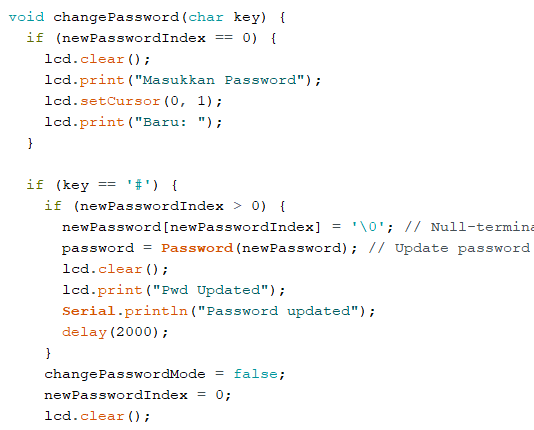 void changePassword(char key) {
  if (newPasswordIndex == 0) {
    lcd.clear();
    lcd.print("Masukkan Password");
    lcd.setCursor(0, 1);
    lcd.print("Baru: ");
  }

  if (key == '#') {
    if (newPasswordIndex > 0) {
      newPassword[newPasswordIndex] = '\0'; // Null-termina
      password = Password(newPassword); // Update password
      lcd.clear();
      lcd.print("Pwd Updated");
      Serial.println("Password updated");
      delay(2000);
    }
    changePasswordMode = false;
    newPasswordIndex = 0;
    lcd.clear();